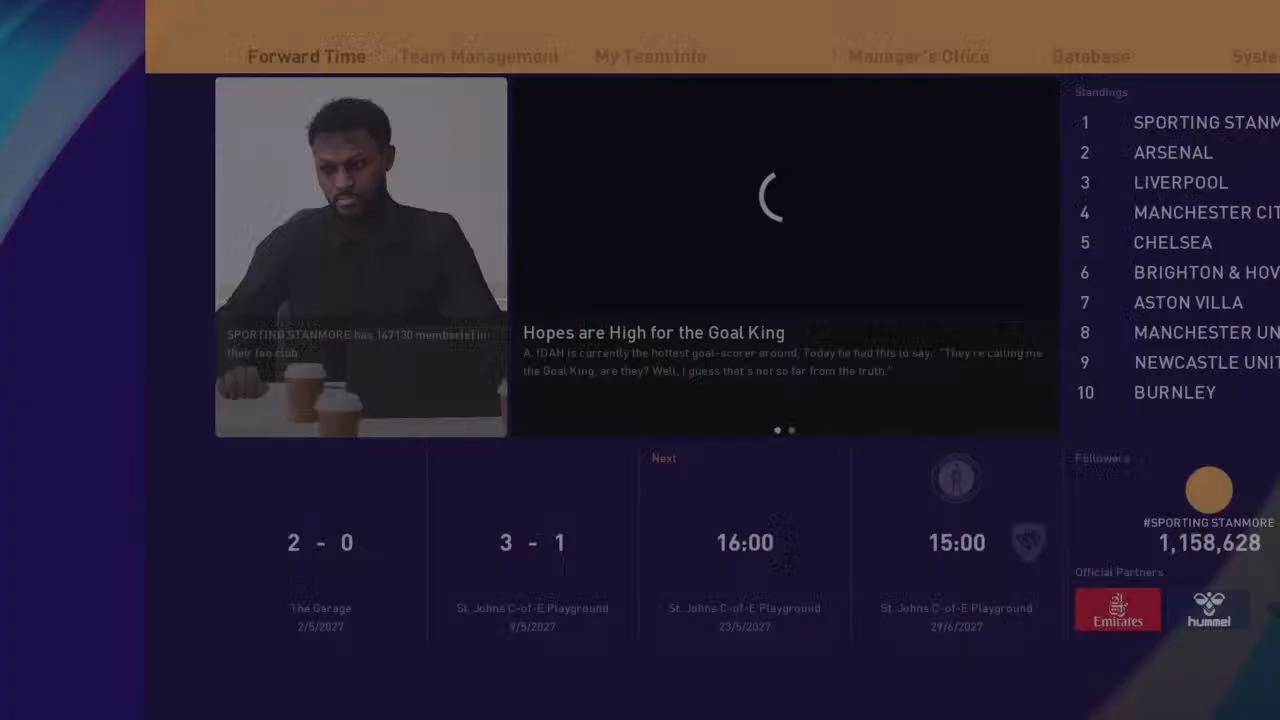 Forward Time Team Management My Team Info Manager's Office Database Syste
SPORTING STANMORE has 167130 member(s) in
their fan club.
Hopes are High for the Goal King
A. IDAH is currently the hottest goal-scorer around. Today he had this to say: "They're calling me
the Goal King, are they? Well, I guess that's not so far from the truth."
Standings
1 SPORTING STANM
2 ARSENAL
3 LIVERPOOL
4 MANCHESTER CIT
5 CHELSEA
6 BRIGHTON & HOV
7 ASTON VILLA
8 MANCHESTER UN
9 NEWCASTLE UNIT
10 BURNLEY
2 - 0
The Garage
2/5/2027
3 - 1
St. Johns C-of-E Playground
9/5/2027
Next
16:00
St. Johns C-of-E Playground
23/5/2027
15:00
St. Johns C-of-E Playground
29/6/2027
Followers
#SPORTING STANMORE
1,158,628
Official Partners
Emirates
hummel